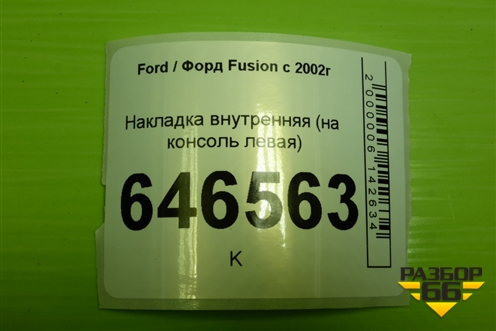 Ford / Форд Fusion с 2002г
Накладка внутренняя (на
консоль левая)
646563
К
2000006142634
РАЗБОР
66